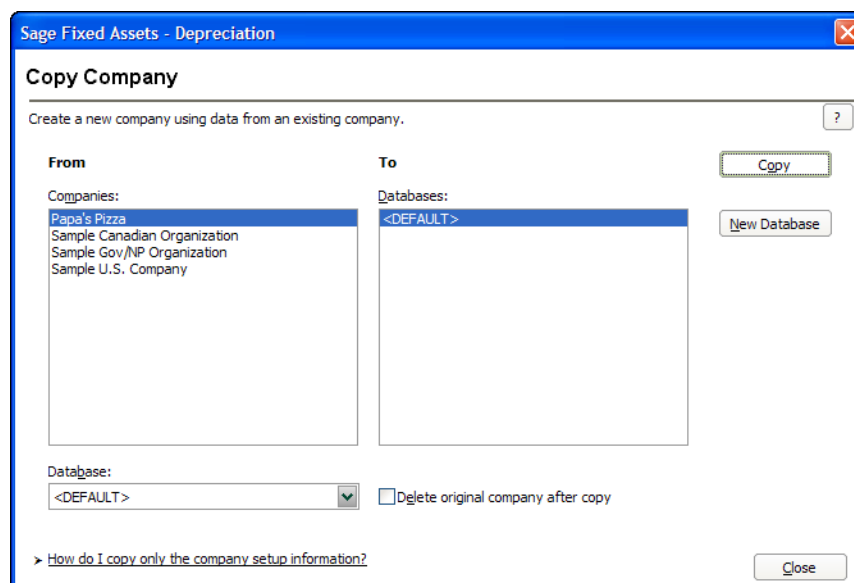 Sage Fixed Assets - Depreciation
Copy Company
Create a new company using data from an existing company.
?
From
To
Copy
Companies:
Databases:
Papa's Pizza
Sample Canadian Organization
Sample Gov/NP Organization
Sample U.S. Company
<DEFAULT>
New Database
Database:
<DEFAULT>
Delete original company after copy
How do I copy only the company setup information?
Close